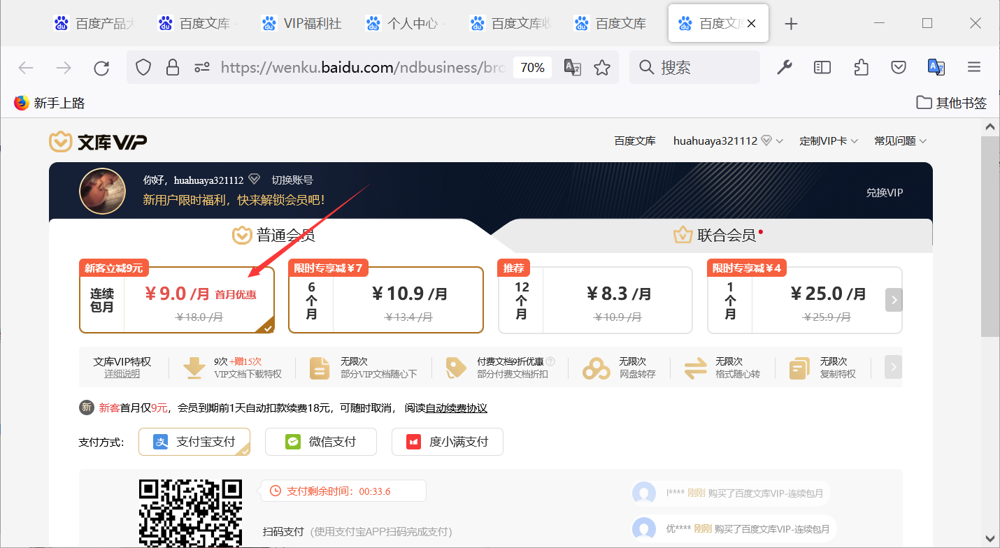 百度产品大
百度文库 -
VIP福利社
个人中心 -
百度文库收
百度文库
百度文库
https://wenku.baidu.com/ndbusiness/bro
70%
搜索
新手上路
其他书签
文库VIP
百度文库
huahuaya321112
定制VIP卡
常见问题
你好，huahuaya321112
切换账号
新用户限时福利，快来解锁会员吧！
兑换VIP
普通会员
联合会员
新客立减9元
连续包月
￥9.0 /月 首月优惠
￥18.0 /月
限时专享减￥7
6个月
￥10.9 /月
￥13.4 /月
推荐
12个月
￥8.3 /月
￥10.9 /月
限时专享减￥4
1个月
￥25.0 /月
￥25.9 /月
文库VIP特权
详细说明
9次 +赠15次
VIP文档下载特权
无限次
部分VIP文档随心下
付费文档9折优惠
部分付费文档折扣
无限次
网盘转存
无限次
格式随心转
无限次
复制特权
新 新客首月仅9元，会员到期前1天自动扣款续费18元，可随时取消， 阅读自动续费协议
支付方式：
支付宝支付
微信支付
度小满支付
支付剩余时间：00:33.6
扫码支付（使用支付宝APP扫码完成支付）
l**** 刚刚 购买了百度文库VIP-连续包月
优**** 刚刚 购买了百度文库VIP-连续包月